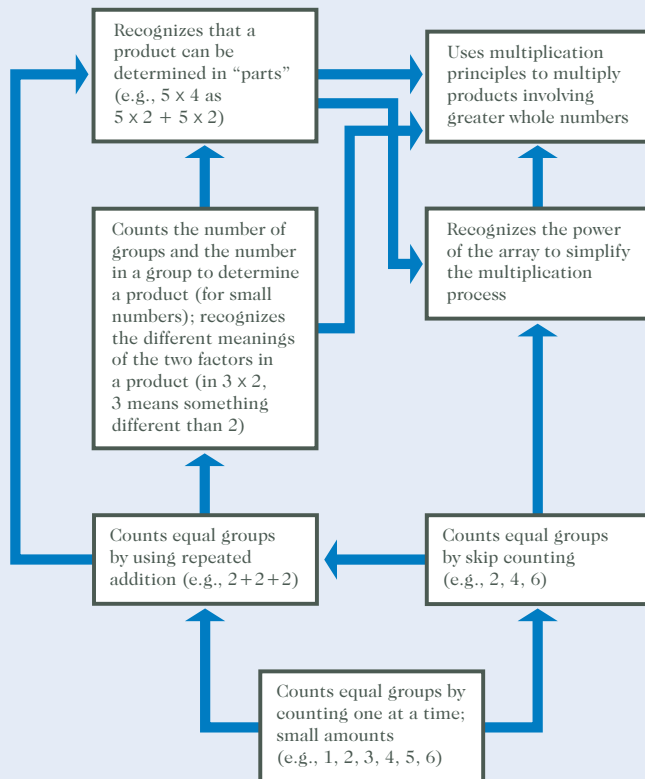 Recognizes that a
product can be
determined in “parts”
(e.g., 5 x 4 as
5 x 2 + 5 x 2)
Uses multiplication
principles to multiply
products involving
greater whole numbers
Counts the number of
groups and the number
in a group to determine
a product (for small
numbers); recognizes
the different meanings
of the two factors in
a product (in 3 x 2,
3 means something
different than 2)
Recognizes the power
of the array to simplify
the multiplication
process
Counts equal groups
by using repeated
addition (e.g., 2+2+2)
Counts equal groups
by skip counting
(e.g., 2, 4, 6)
Counts equal groups by
counting one at a time;
small amounts
(e.g., 1, 2, 3, 4, 5, 6)